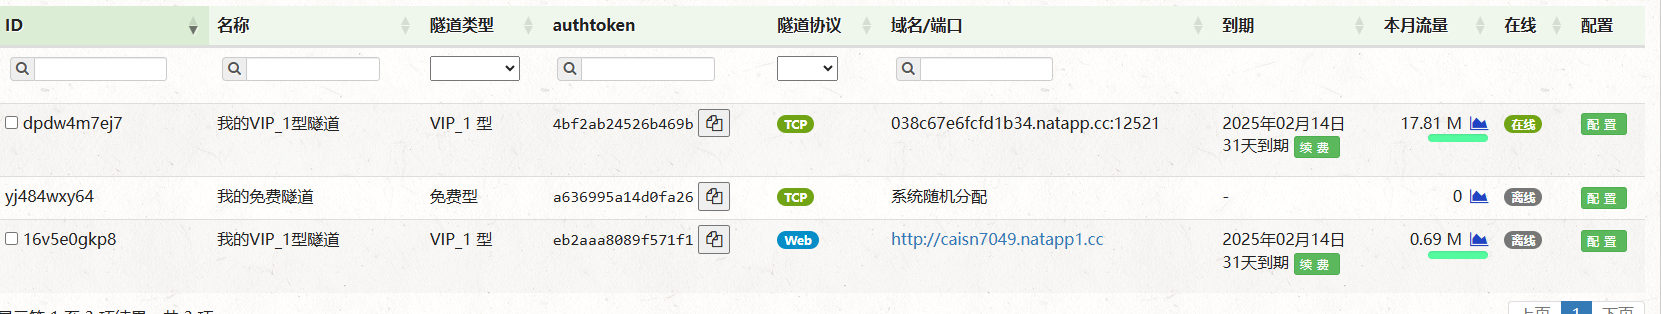 ID 名称 隧道类型 authtoken 隧道协议 域名/端口 到期 本月流量 在线 配置
dpdw4m7ej7 我的VIP_1型隧道 VIP_1 型 4bf2ab24526b469b TCP 038c67e6fcfd1b34.natapp.cc:12521 2025年02月14日 17.81 M 在线 配置
31天到期 续费
yj484wxy64 我的免费隧道 免费型 a636995a14d0fa26 TCP 系统随机分配 - 0 离线 配置
16v5e0gkp8 我的VIP_1型隧道 VIP_1 型 eb2aaa8089f571f1 Web http://caisn7049.natapp1.cc 2025年02月14日 0.69 M 离线 配置
31天到期 续费
上页 1 下页